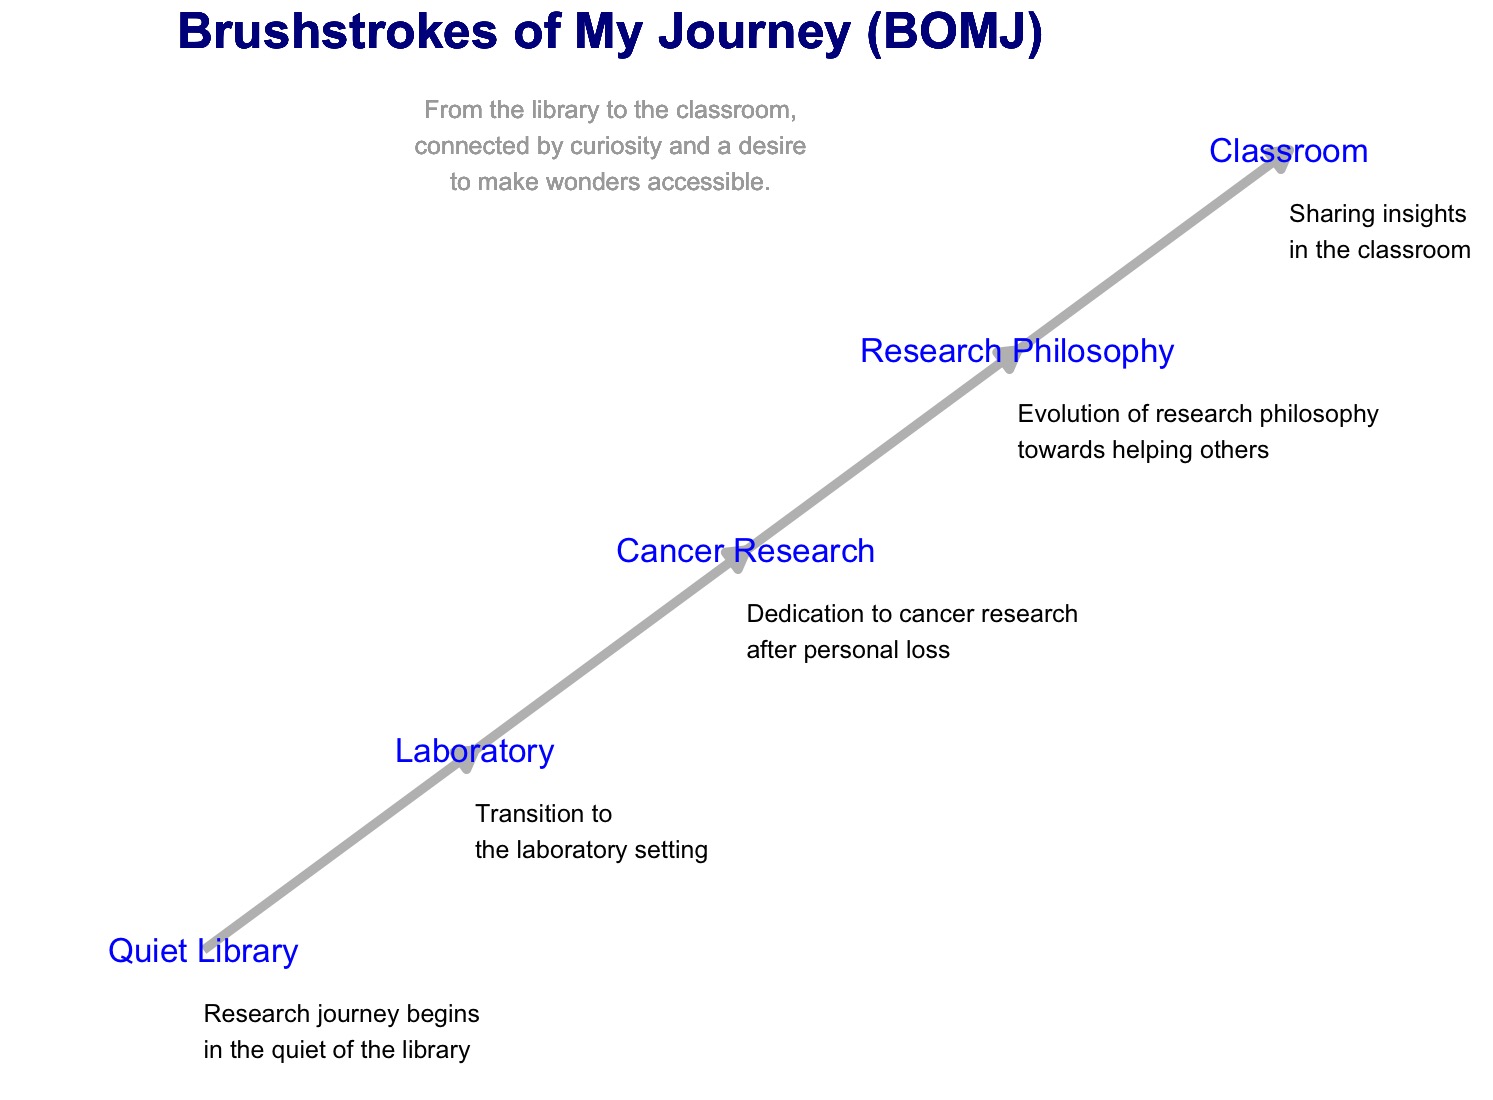 Brushstrokes of My Journey (BOMJ)
From the library to the classroom,
connected by curiosity and a desire
to make wonders accessible.
Classroom
Sharing insights
in the classroom
Research Philosophy
Evolution of research philosophy
towards helping others
Cancer Research
Dedication to cancer research
after personal loss
Laboratory
Transition to
the laboratory setting
Quiet Library
Research journey begins
in the quiet of the library